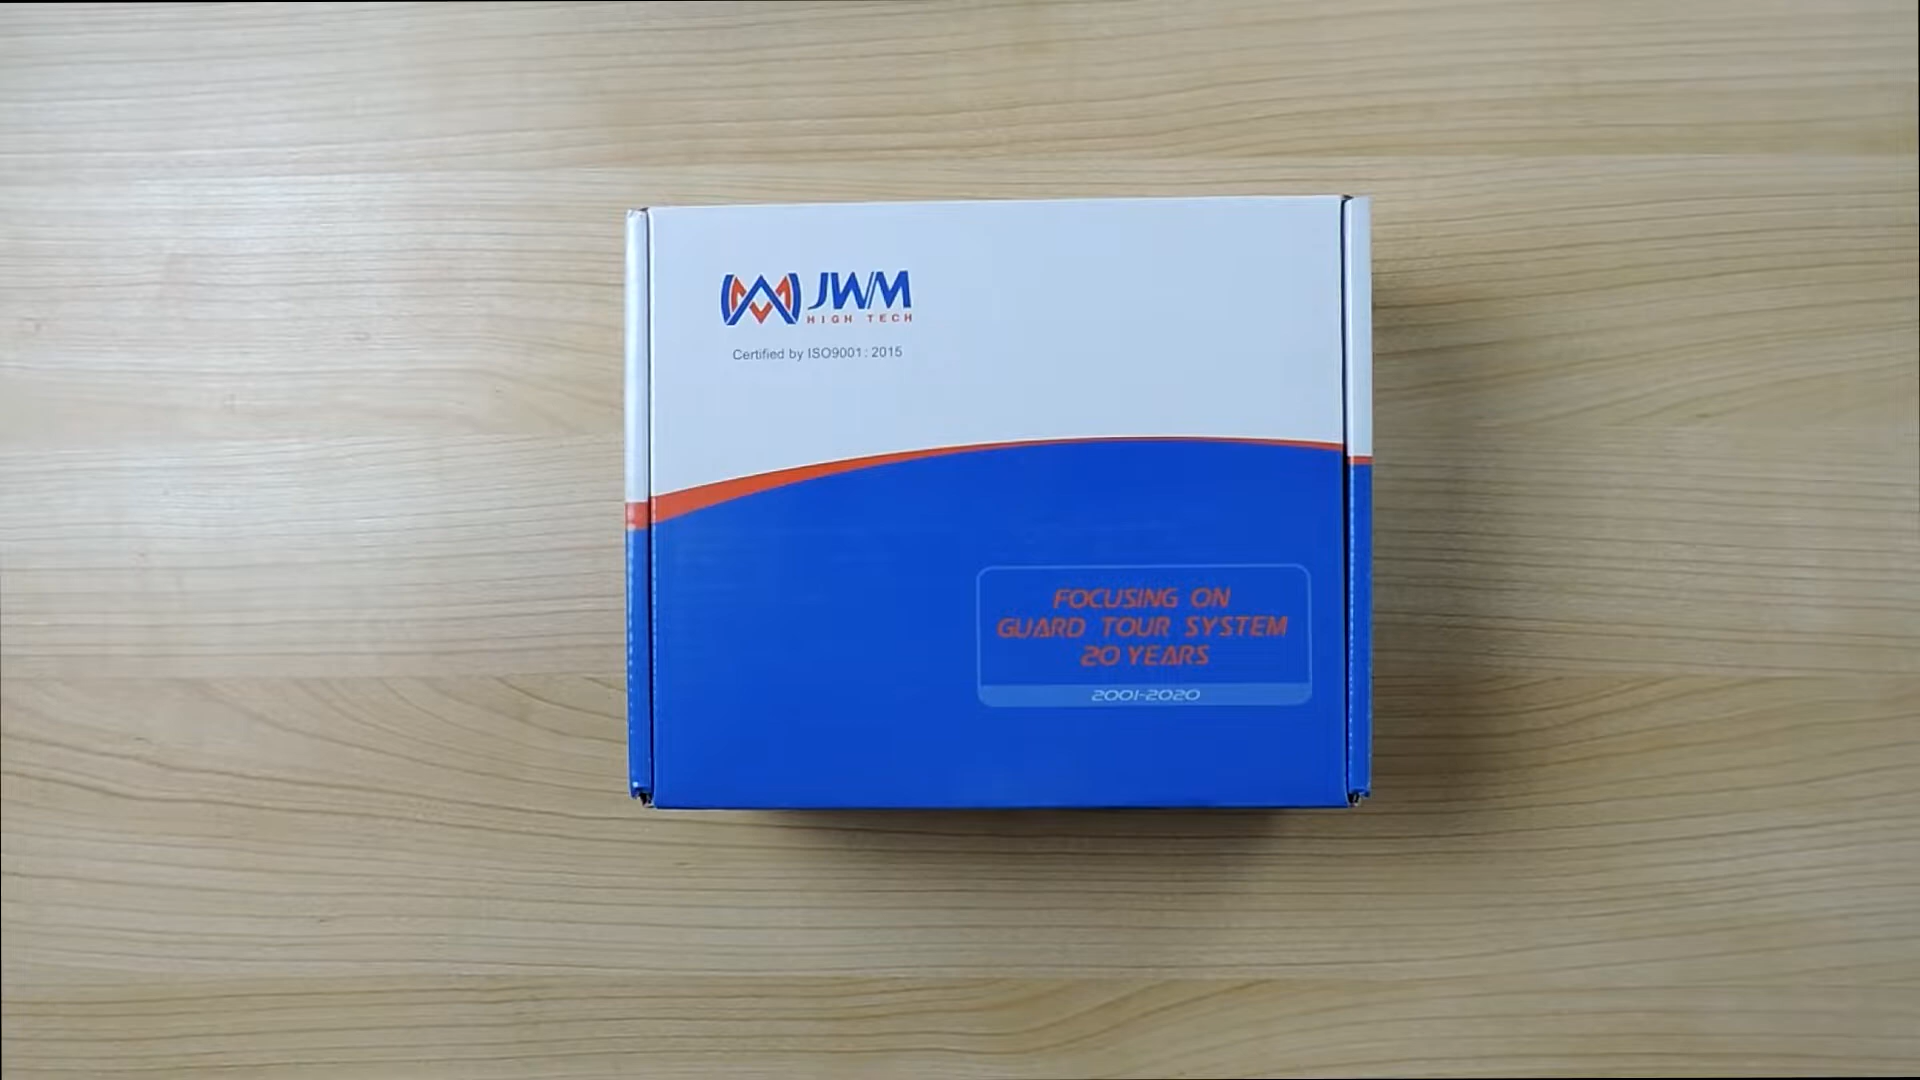 JWM
HIGH TECH
Certified by ISO9001: 2015
FOCUSING ON
GUARD TOUR SYSTEM
20 YEARS
2001-2020